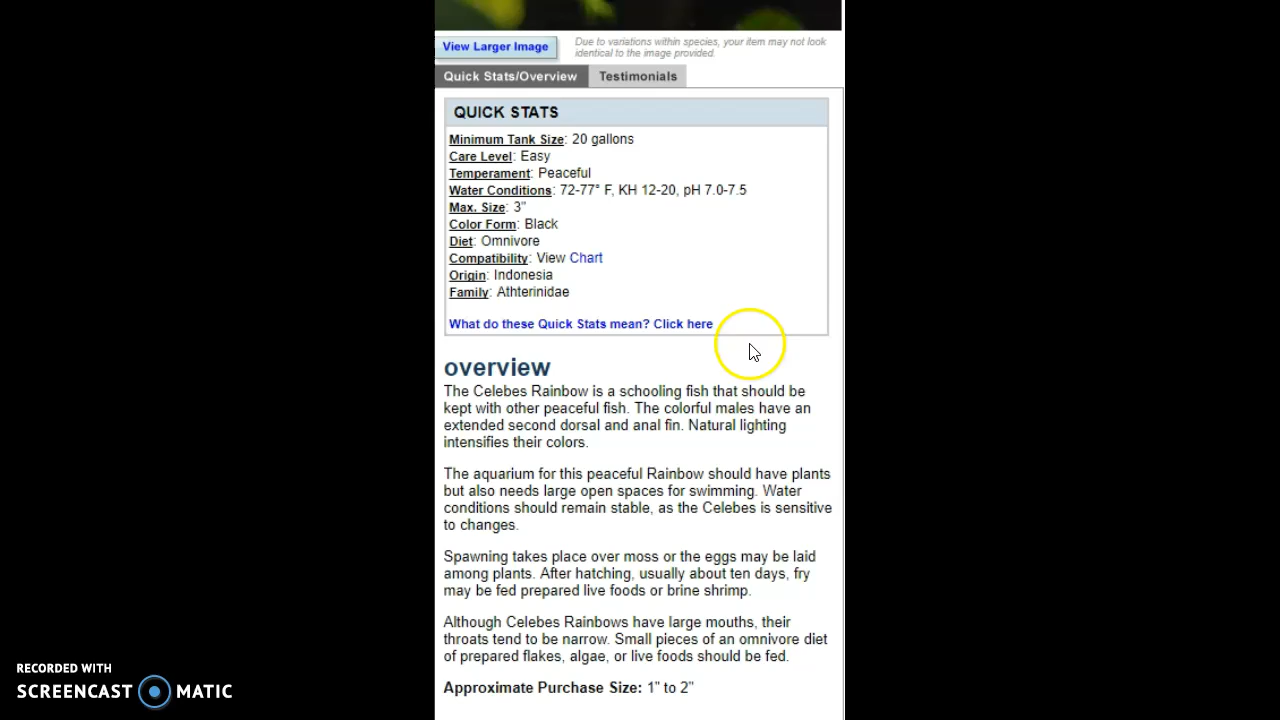 View Larger Image
Due to variations within species, your item may not look
identical to the image provided.
Quick Stats/Overview
Testimonials
QUICK STATS
Minimum Tank Size: 20 gallons
Care Level: Easy
Temperament: Peaceful
Water Conditions: 72-77° F, KH 12-20, pH 7.0-7.5
Max. Size: 3"
Color Form: Black
Diet: Omnivore
Compatibility: View Chart
Origin: Indonesia
Family: Athterinidae
What do these Quick Stats mean? Click here
overview
The Celebes Rainbow is a schooling fish that should be
kept with other peaceful fish. The colorful males have an
extended second dorsal and anal fin. Natural lighting
intensifies their colors.
The aquarium for this peaceful Rainbow should have plants
but also needs large open spaces for swimming. Water
conditions should remain stable, as the Celebes is sensitive
to changes.
Spawning takes place over moss or the eggs may be laid
among plants. After hatching, usually about ten days, fry
may be fed prepared live foods or brine shrimp.
Although Celebes Rainbows have large mouths, their
throats tend to be narrow. Small pieces of an omnivore diet
of prepared flakes, algae, or live foods should be fed.
Approximate Purchase Size: 1" to 2"
RECORDED WITH
SCREENCAST MATIC